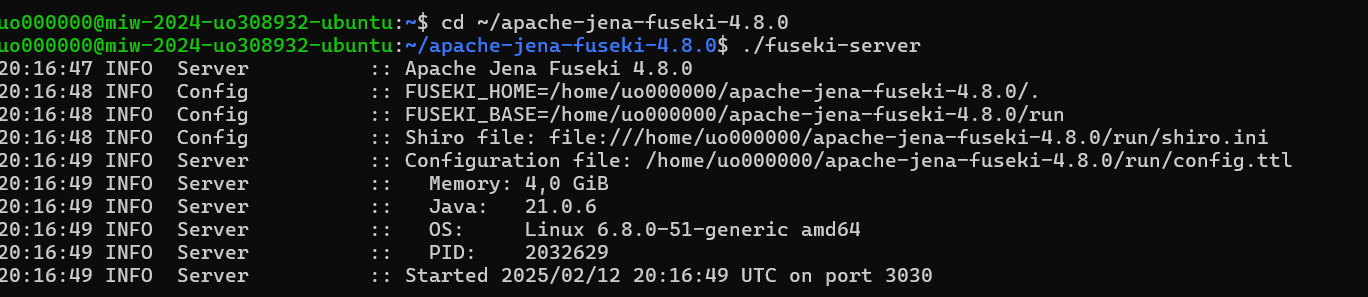 uo000000@miw-2024-uo308932-ubuntu:~$ cd ~/apache-jena-fuseki-4.8.0
uo000000@miw-2024-uo308932-ubuntu:~/apache-jena-fuseki-4.8.0$ ./fuseki-server
20:16:47 INFO  Server          :: Apache Jena Fuseki 4.8.0
20:16:48 INFO  Config          :: FUSEKI_HOME=/home/uo000000/apache-jena-fuseki-4.8.0/.
20:16:48 INFO  Config          :: FUSEKI_BASE=/home/uo000000/apache-jena-fuseki-4.8.0/run
20:16:48 INFO  Config          :: Shiro file: file:///home/uo000000/apache-jena-fuseki-4.8.0/run/shiro.ini
20:16:49 INFO  Server          :: Configuration file: /home/uo000000/apache-jena-fuseki-4.8.0/run/config.ttl
20:16:49 INFO  Server          ::   Memory: 4,0 GiB
20:16:49 INFO  Server          ::   Java:   21.0.6
20:16:49 INFO  Server          ::   OS:     Linux 6.8.0-51-generic amd64
20:16:49 INFO  Server          ::   PID:    2032629
20:16:49 INFO  Server          :: Started 2025/02/12 20:16:49 UTC on port 3030